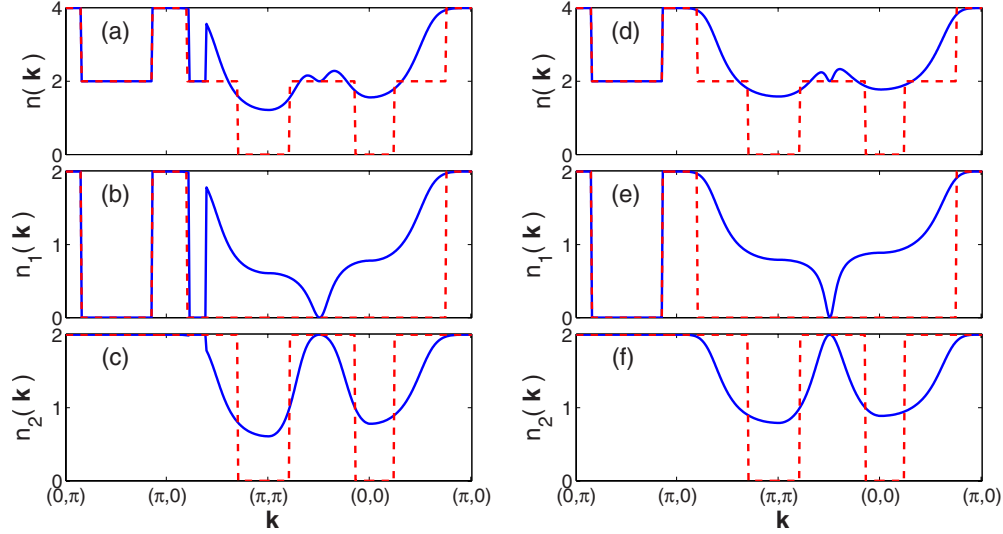 4
2
0
n( k )
(a)
2
1
0
n1( k )
(b)
2
1
0
n2( k )
(c)
(0,π) (π,0) (π,π) (0,0) (π,0)
k
4
2
0
n( k )
(d)
2
1
0
n1( k )
(e)
2
1
0
n2( k )
(f)
(0,π) (π,0) (π,π) (0,0) (π,0)
k